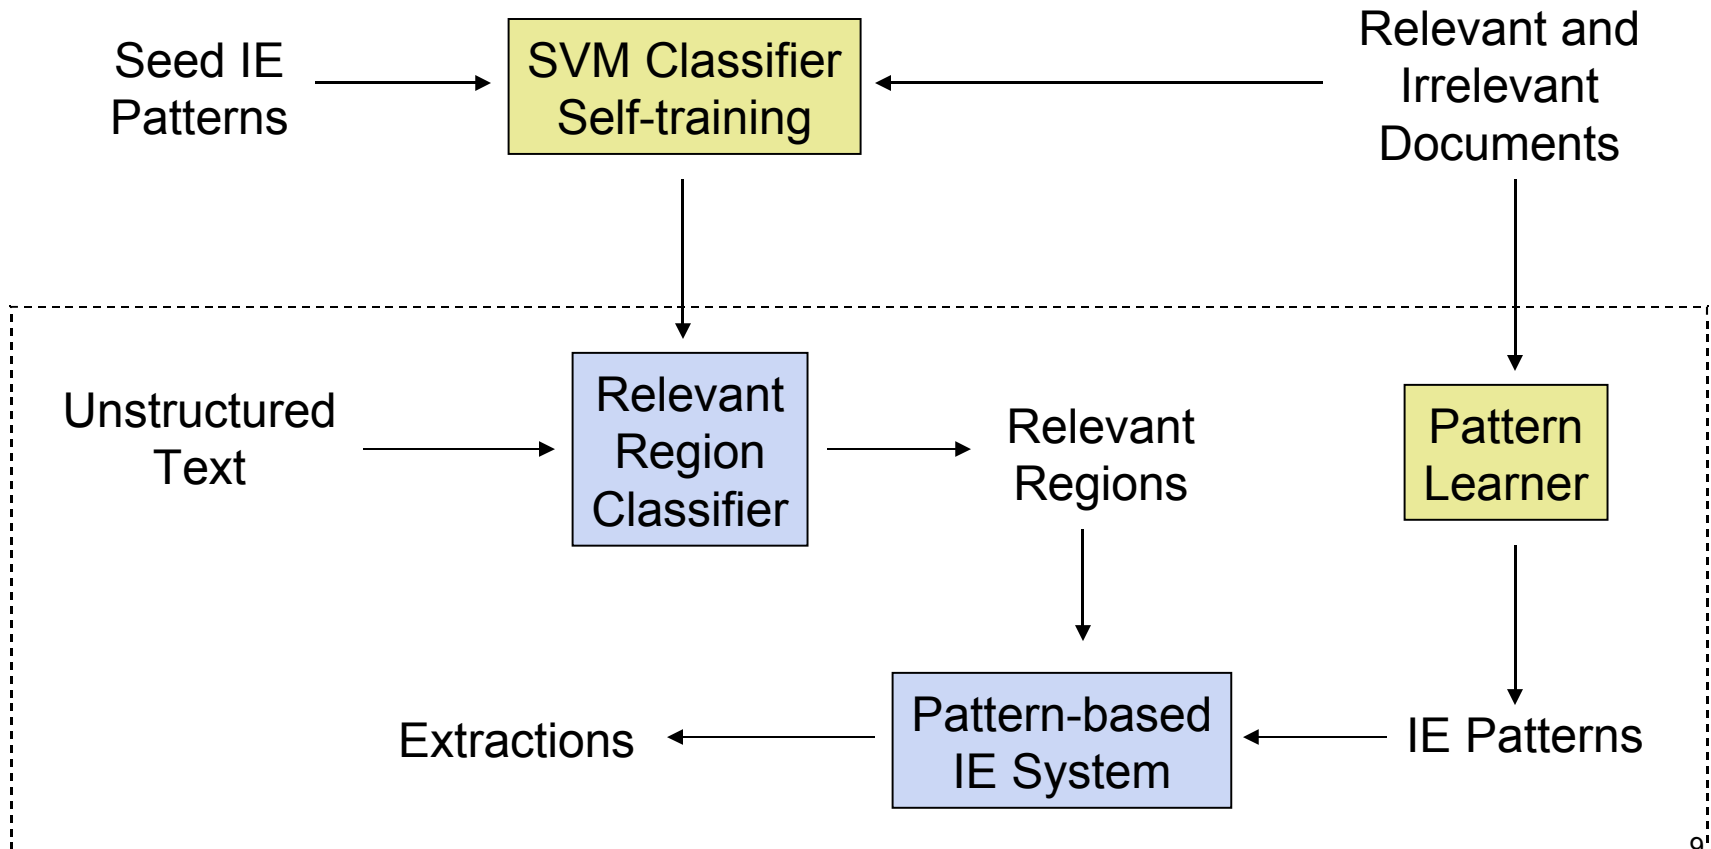 Seed IE
Patterns
SVM Classifier
Self-training
Relevant and
Irrelevant
Documents
Unstructured
Text
Relevant
Region
Classifier
Relevant
Regions
Pattern
Learner
Extractions
Pattern-based
IE System
IE Patterns
9